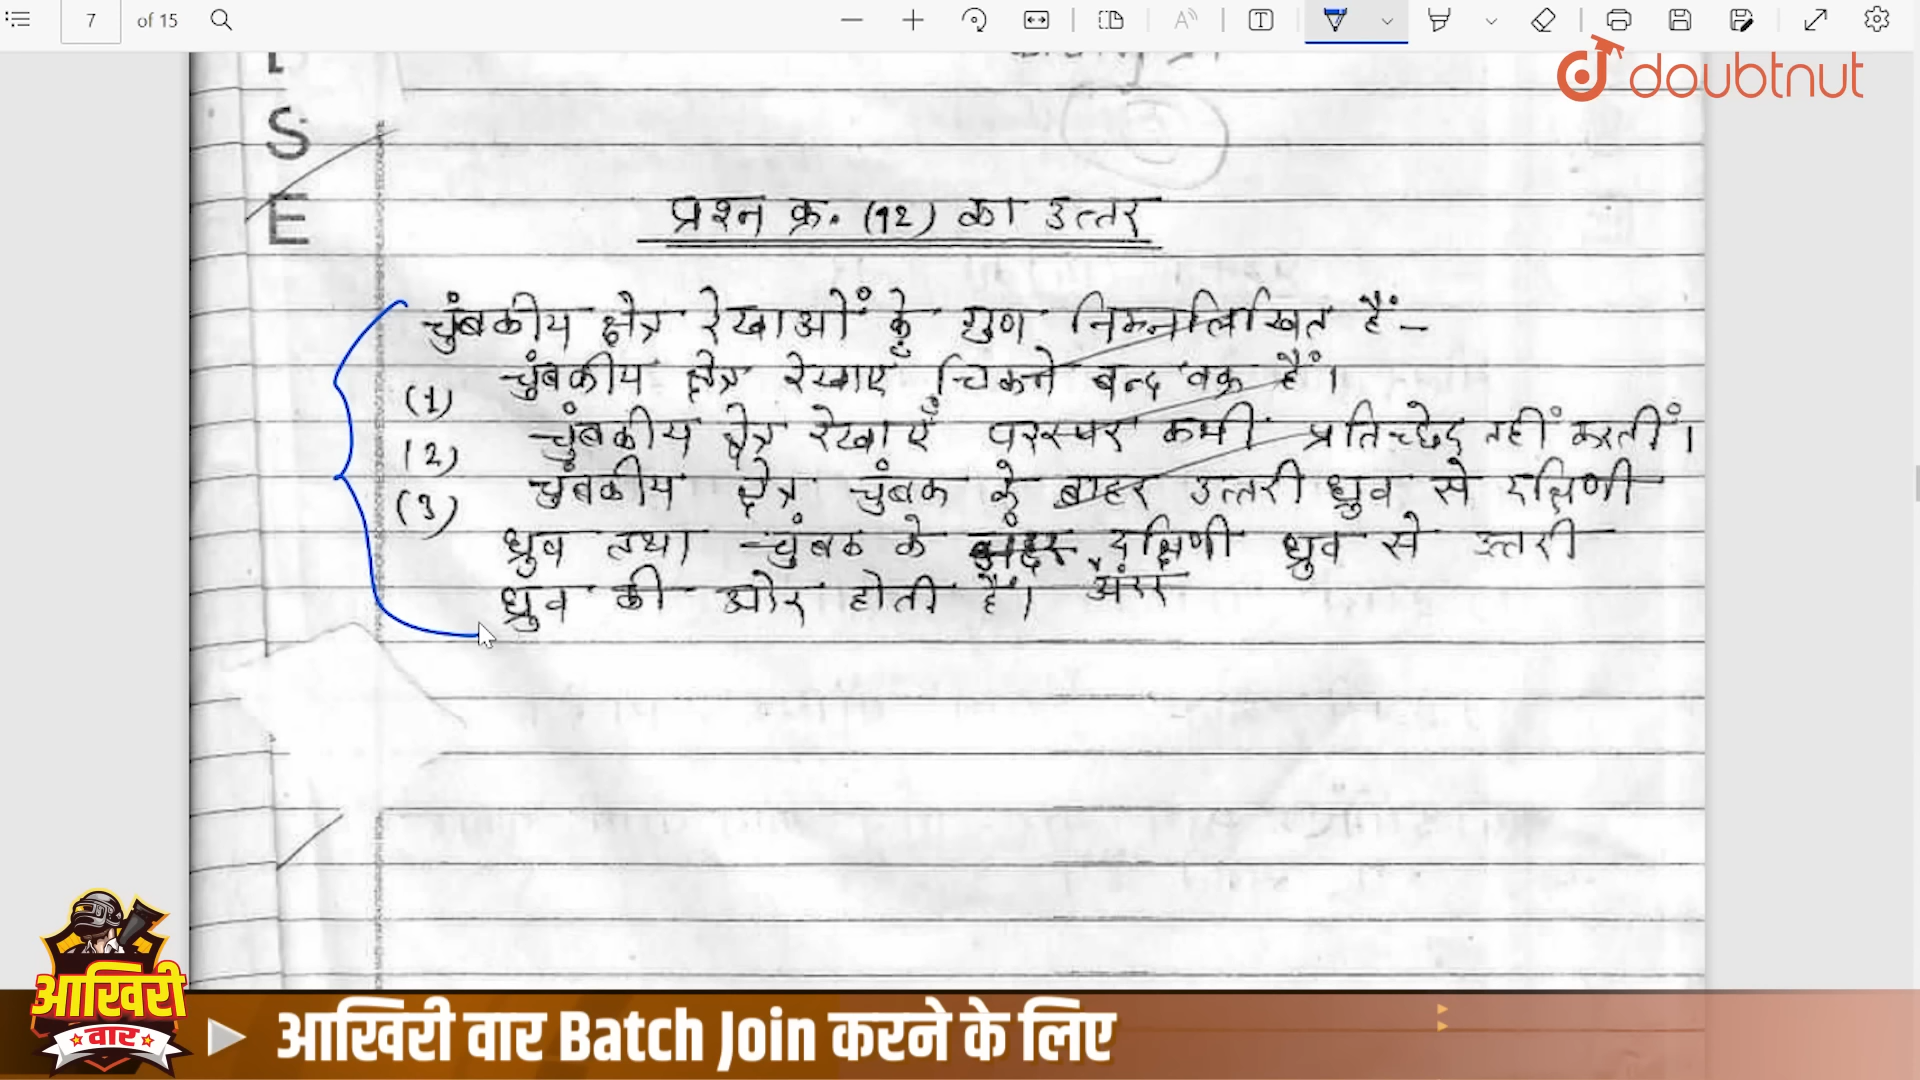 7 of 15
doubtnut
S
E
प्रश्न क्र. (12) का उत्तर
चुंबकीय क्षेत्र रेखाओं के गुण निम्नलिखित हैं -
(1) चुंबकीय क्षेत्र रेखाएँ चिकने बन्द वक्र हैं।
(2) चुंबकीय क्षेत्र रेखाएँ परस्पर कभी प्रतिच्छेद नहीं करतीं।
(3) चुंबकीय क्षेत्र चुंबक के बाहर उत्तरी ध्रुव से दक्षिणी
ध्रुव तथा चुंबक के दक्षिणी ध्रुव से उत्तरी
ध्रुव की ओर होती हैं।
आखिरी
वार
आखिरी वार Batch Join करने के लिए